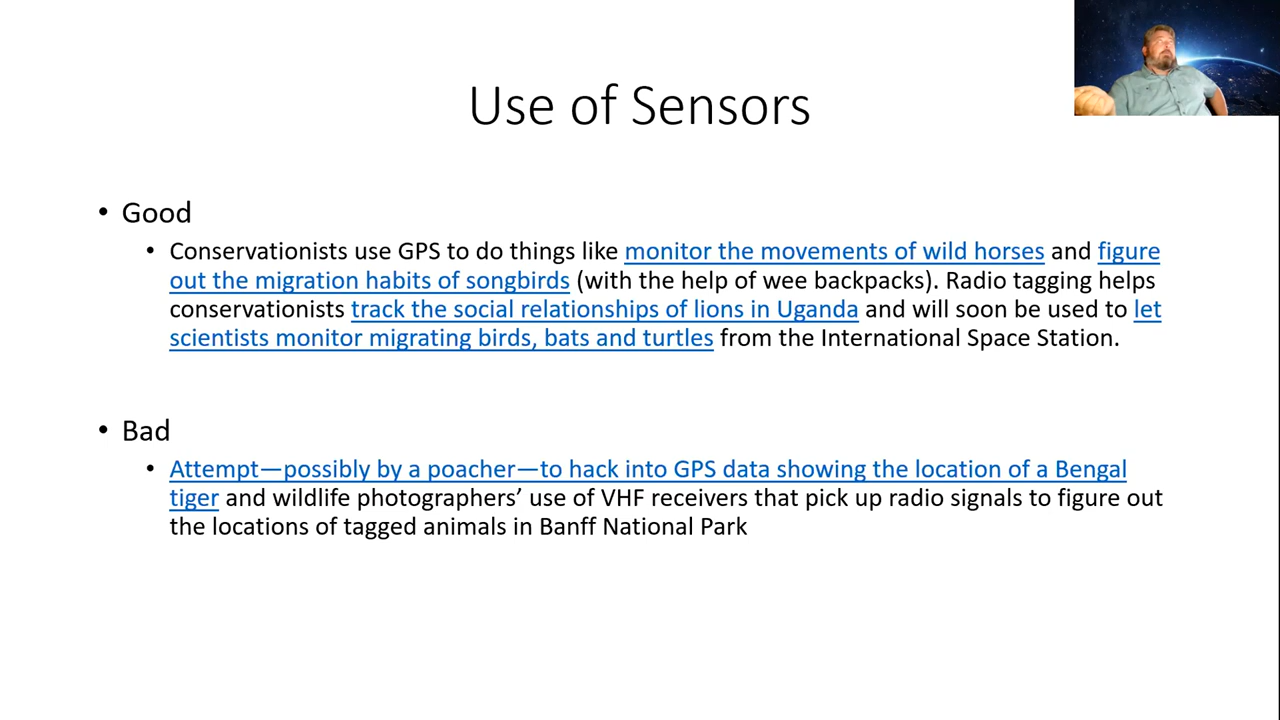 Use of Sensors
• Good
• Conservationists use GPS to do things like monitor the movements of wild horses and figure
out the migration habits of songbirds (with the help of wee backpacks). Radio tagging helps
conservationists track the social relationships of lions in Uganda and will soon be used to let
scientists monitor migrating birds, bats and turtles from the International Space Station.
• Bad
• Attempt—possibly by a poacher—to hack into GPS data showing the location of a Bengal
tiger and wildlife photographers’ use of VHF receivers that pick up radio signals to figure out
the locations of tagged animals in Banff National Park